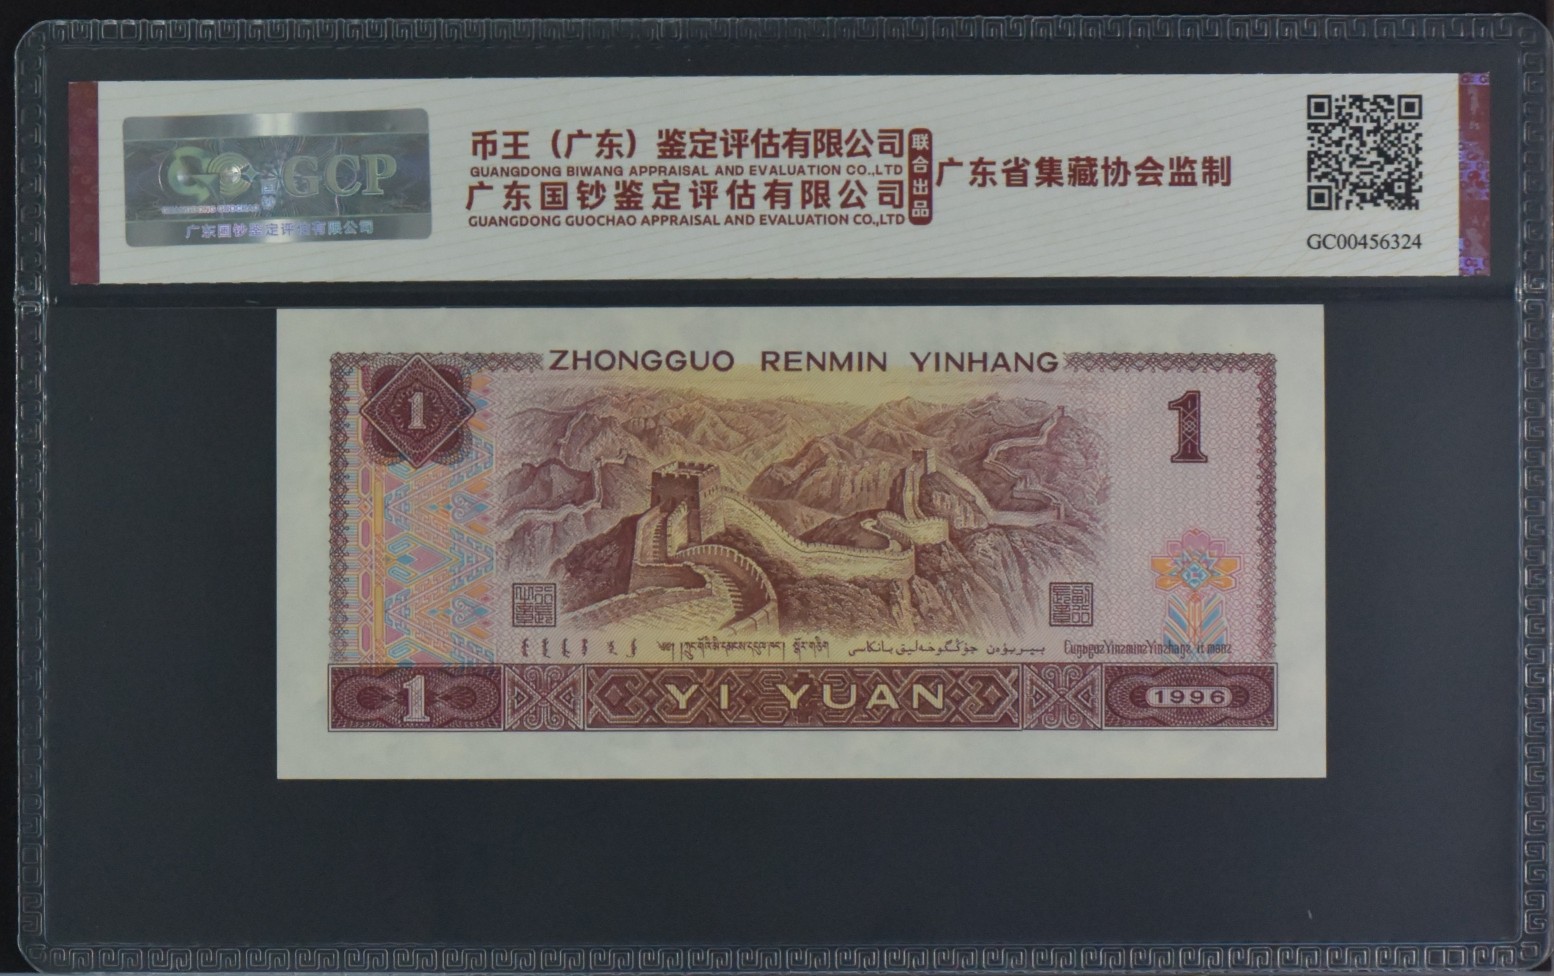 GCP
广东国钞鉴定评估有限公司
币王（广东）鉴定评估有限公司
GUANGDONG BIWANG APPRAISAL AND EVALUATION CO.,LTD
广东国钞鉴定评估有限公司
GUANGDONG GUOCHAO APPRAISAL AND EVALUATION CO.,LTD
联合出品
广东省集藏协会监制
GC00456324
ZHONGGUO RENMIN YINHANG
1
1
YI YUAN
1
1996